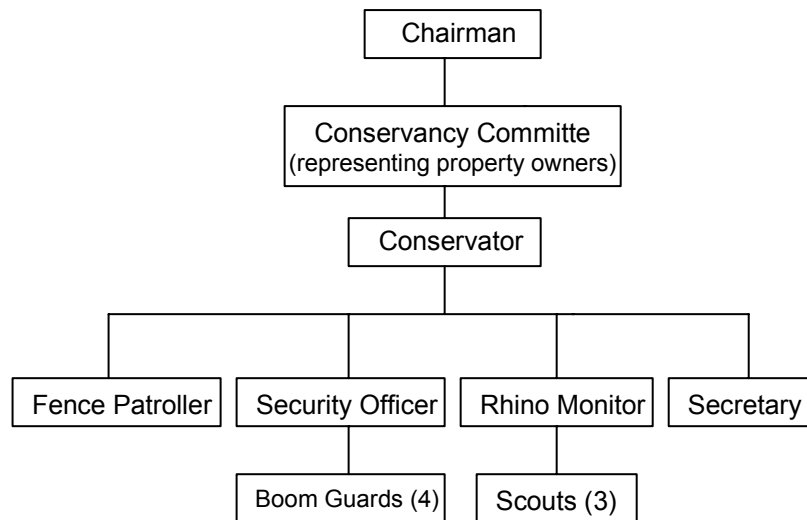 Chairman
Conservancy Committe
(representing property owners)
Conservator
Fence Patroller
Security Officer
Rhino Monitor
Secretary
Boom Guards (4)
Scouts (3)